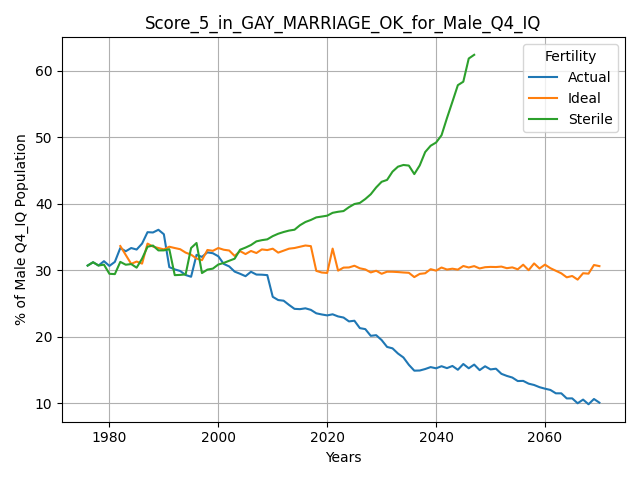 Score_5_in_GAY_MARRIAGE_OK_for_Male_Q4_IQ
% of Male Q4_IQ Population
60
50
40
30
20
10
Fertility
Actual
Ideal
Sterile
1980
2000
2020
2040
2060
Years